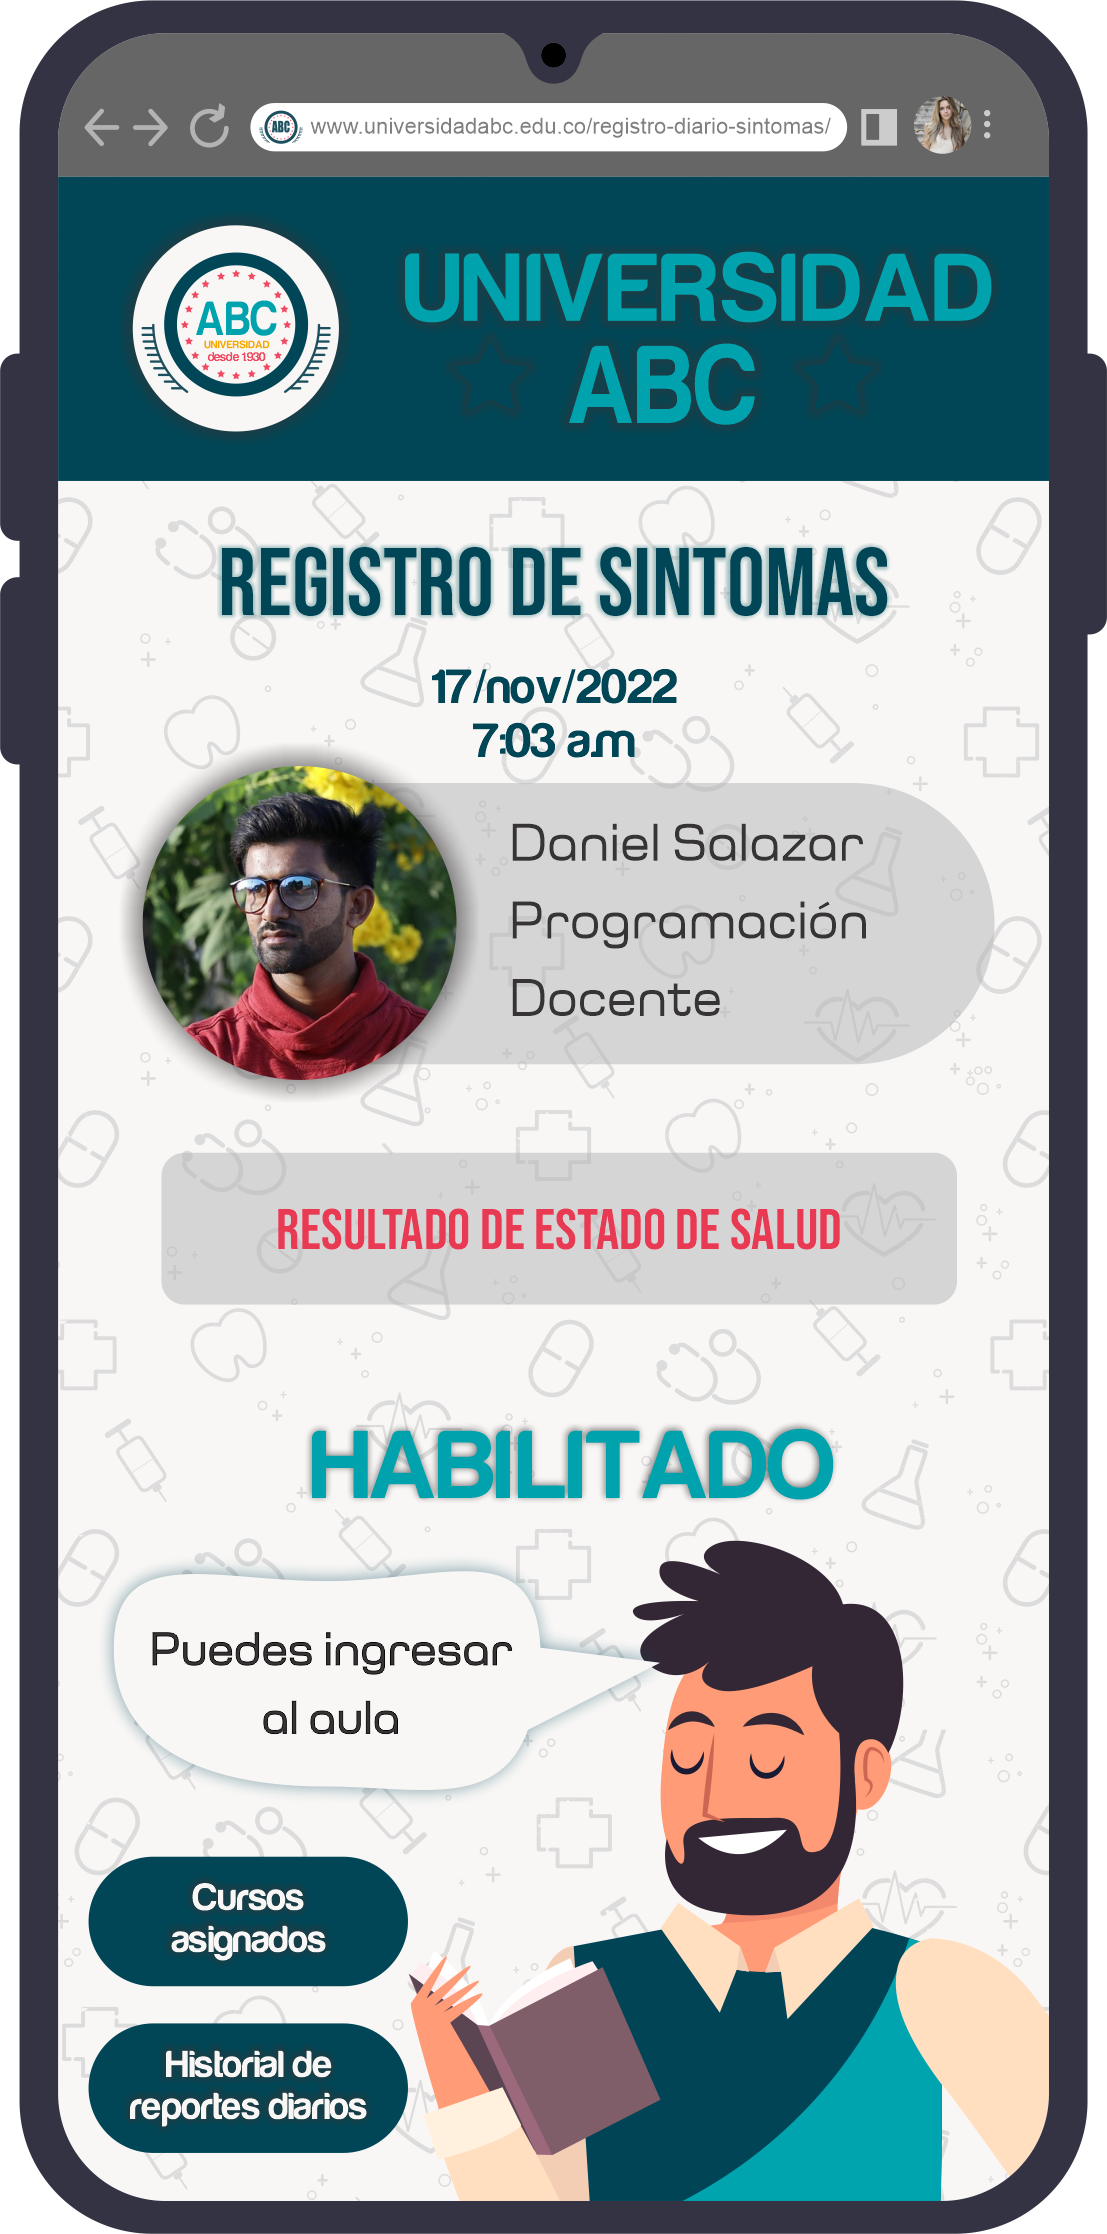 ABC
www.universidadabc.edu.co/registro-diario-sintomas/
ABC
UNIVERSIDAD
desde 1930
UNIVERSIDAD
ABC
REGISTRO DE SINTOMAS
17/nov/2022
7:03 a.m
Daniel Salazar
Programación
Docente
RESULTADO DE ESTADO DE SALUD
HABILITADO
Puedes ingresar
al aula
Cursos
asignados
Historial de
reportes diarios